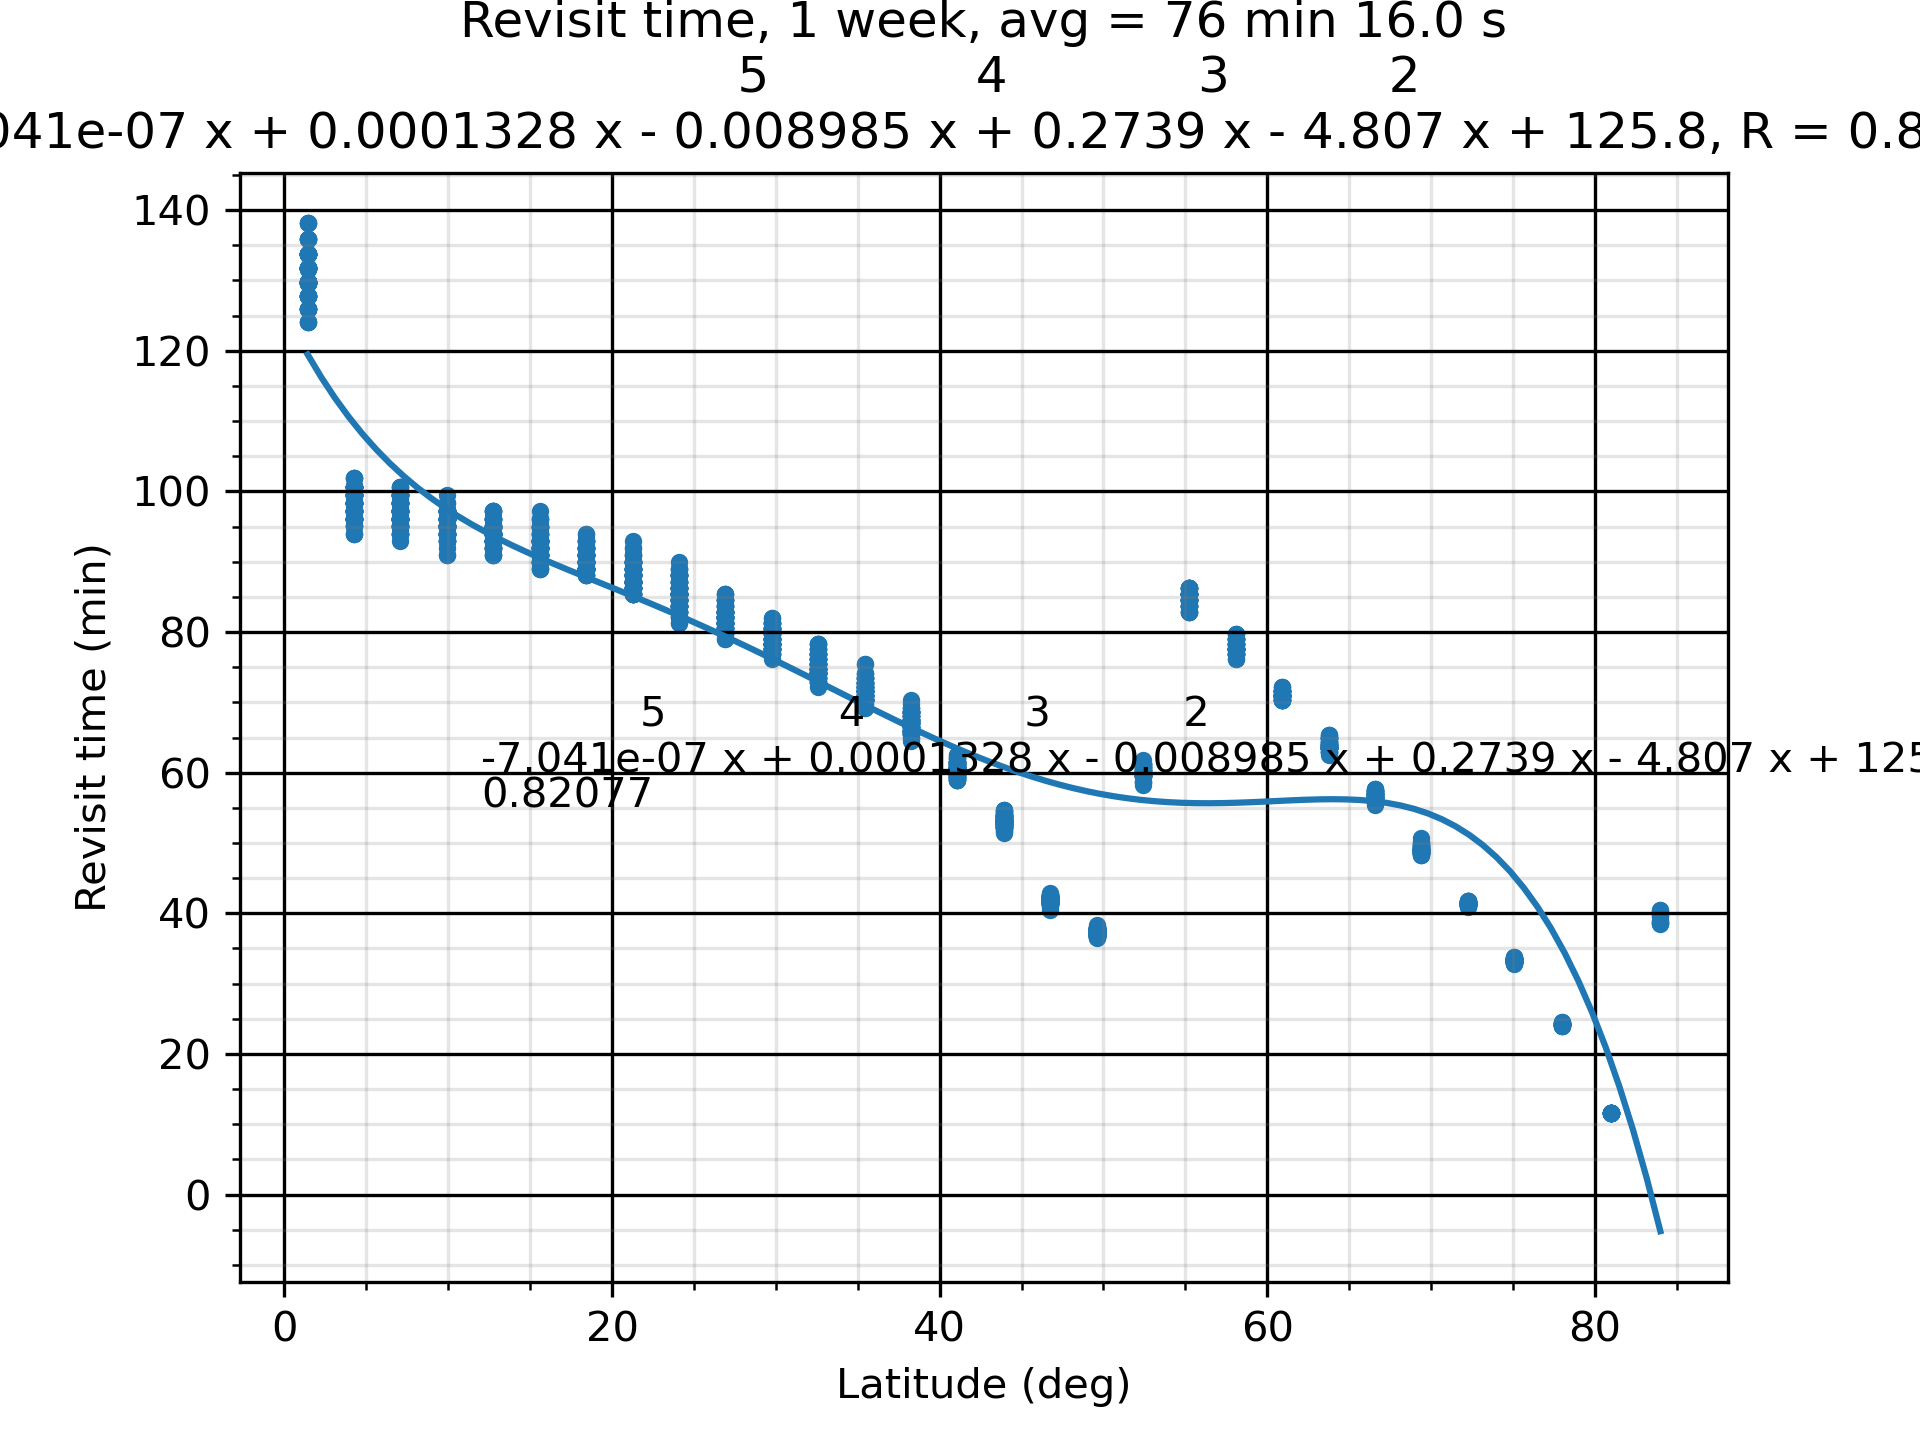 Revisit time, 1 week, avg = 76 min 16.0 s
5 4 3 2
041e-07 x + 0.0001328 x - 0.008985 x + 0.2739 x - 4.807 x + 125.8, R = 0.8
140
120
100
80
60
40
20
0
Revisit time (min)
5 4 3 2
-7.041e-07 x + 0.0001328 x - 0.008985 x + 0.2739 x - 4.807 x + 125
0.82077
0 20 40 60 80
Latitude (deg)